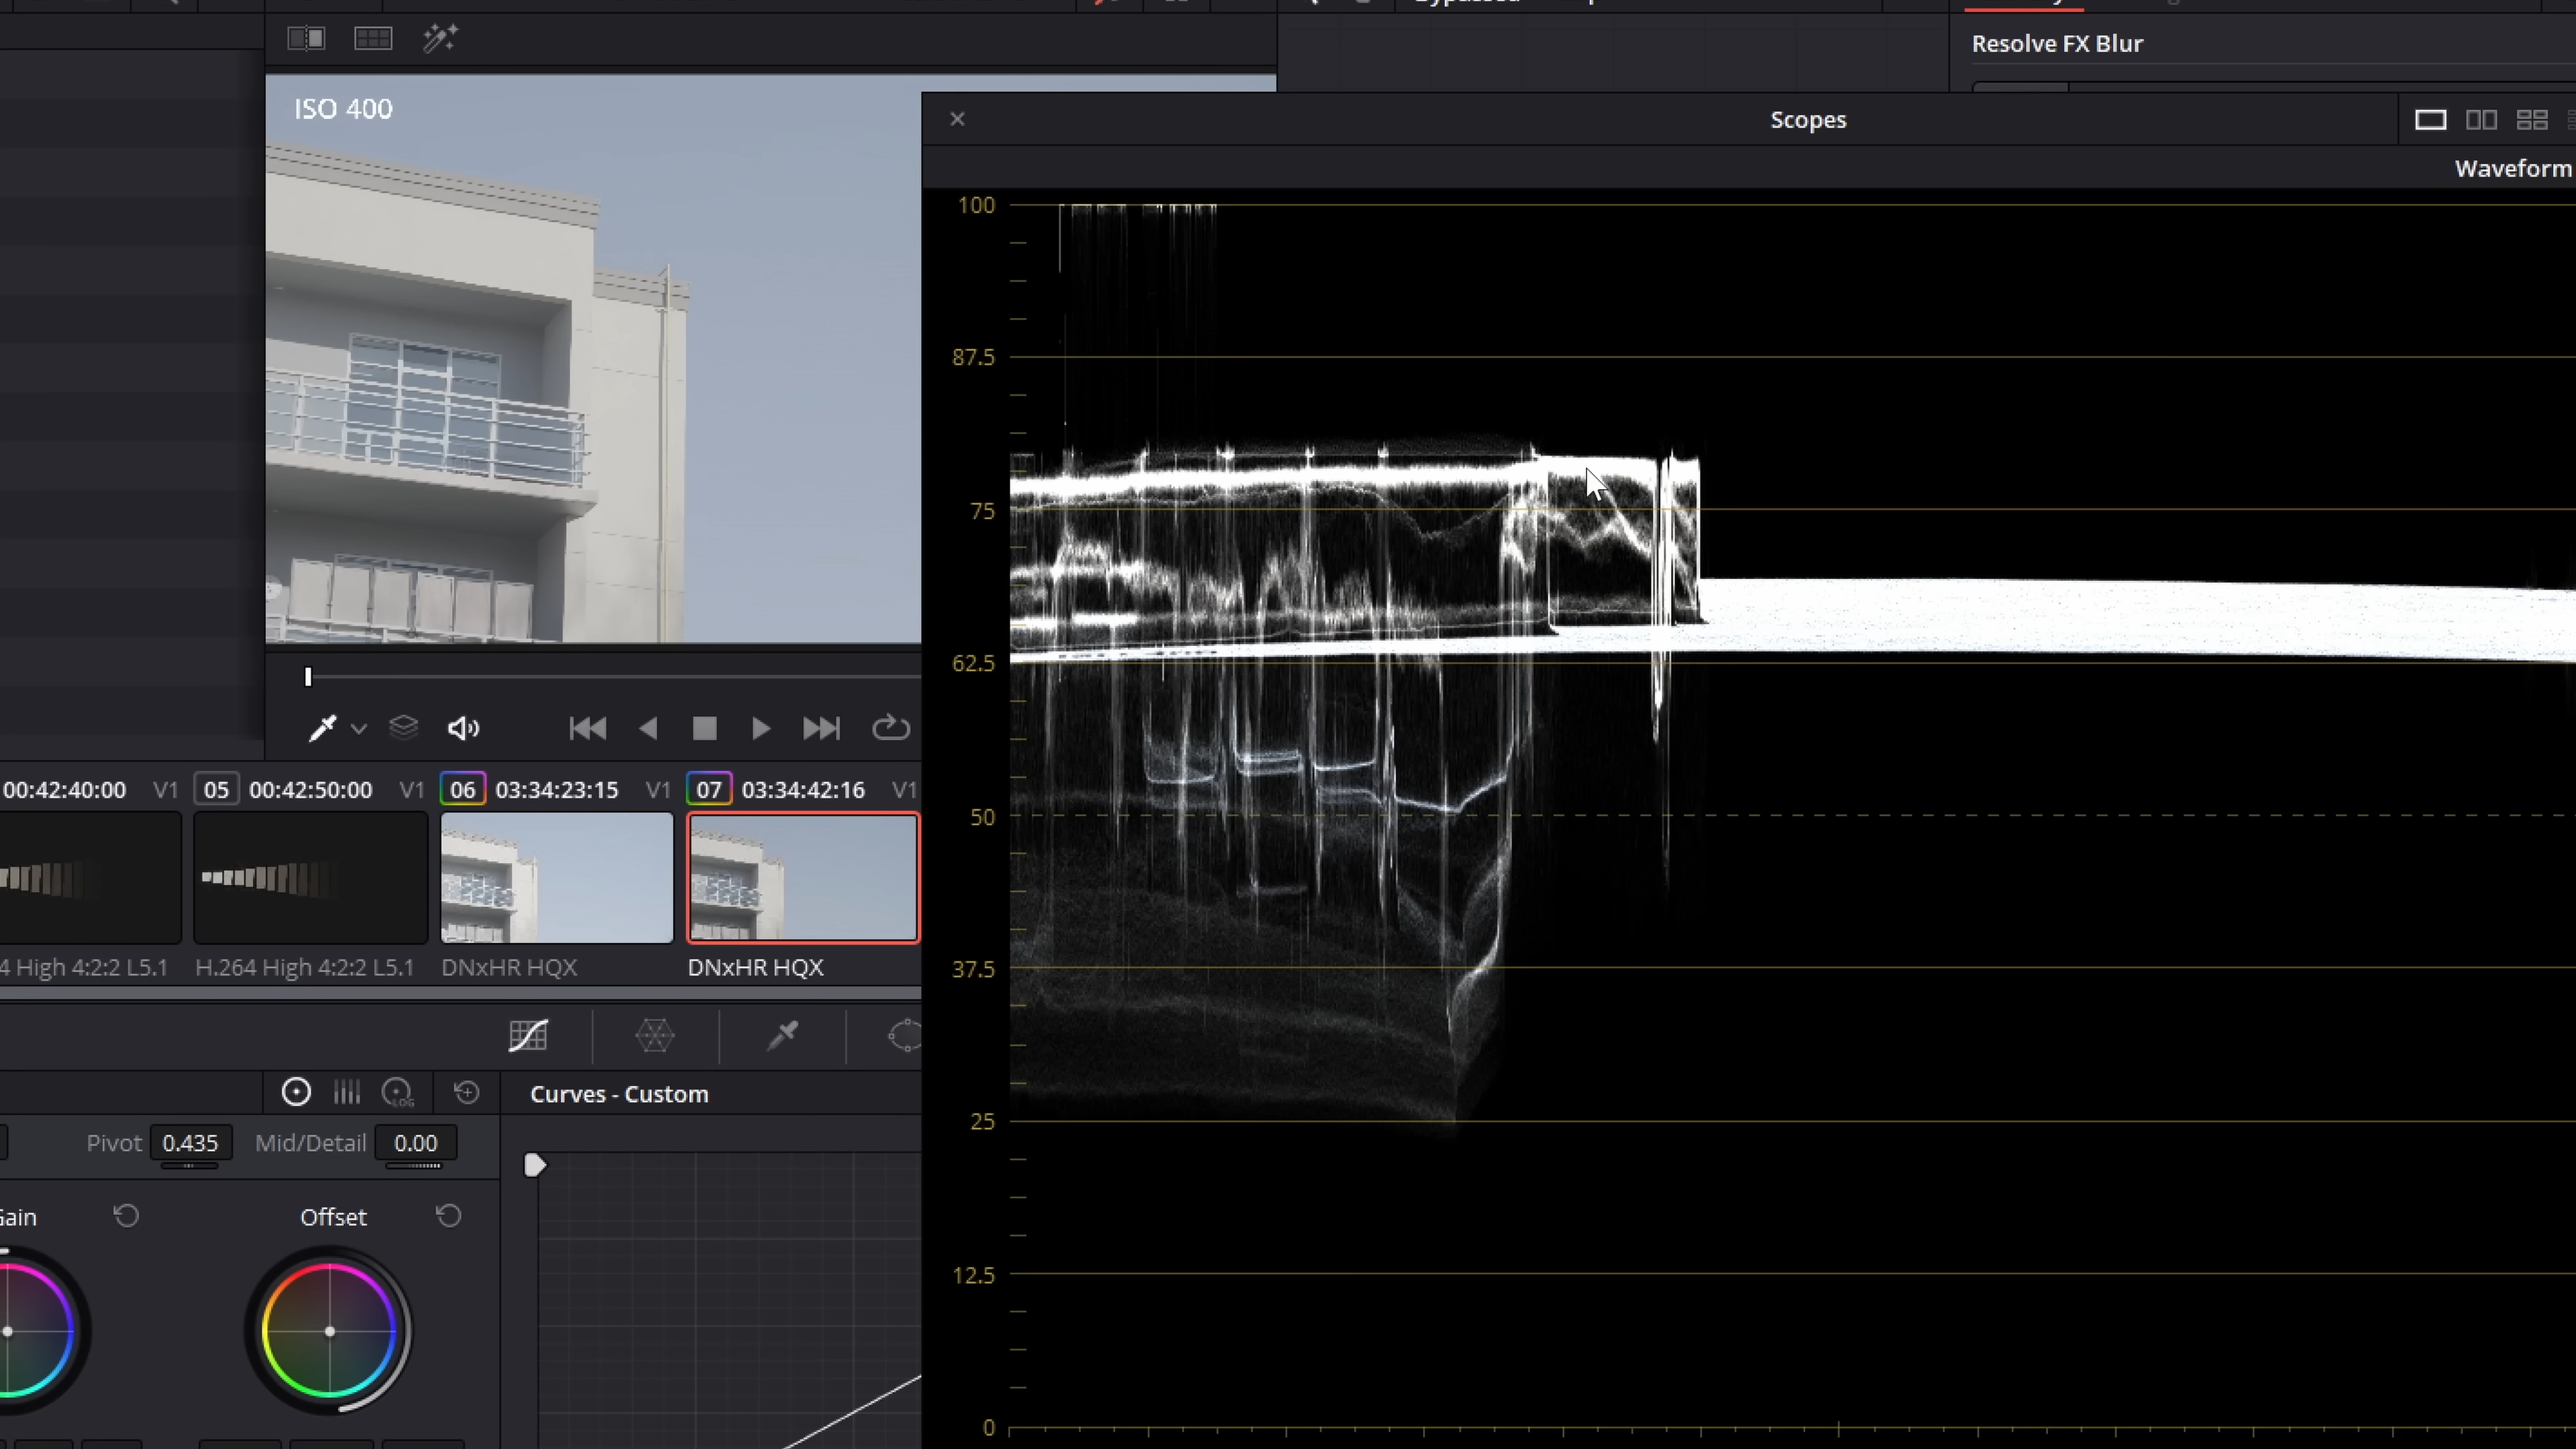 Bypassed
Resolve FX Blur
ISO 400
Scopes
Waveform
100
87.5
75
62.5
50
37.5
25
12.5
0
00:42:40:00 V1 05 00:42:50:00 V1 06 03:34:23:15 V1 07 03:34:42:16 V1
4 High 4:2:2 L5.1 H.264 High 4:2:2 L5.1 DNxHR HQX DNxHR HQX
LOG
Curves - Custom
Pivot 0.435 Mid/Detail 0.00
Gain Offset